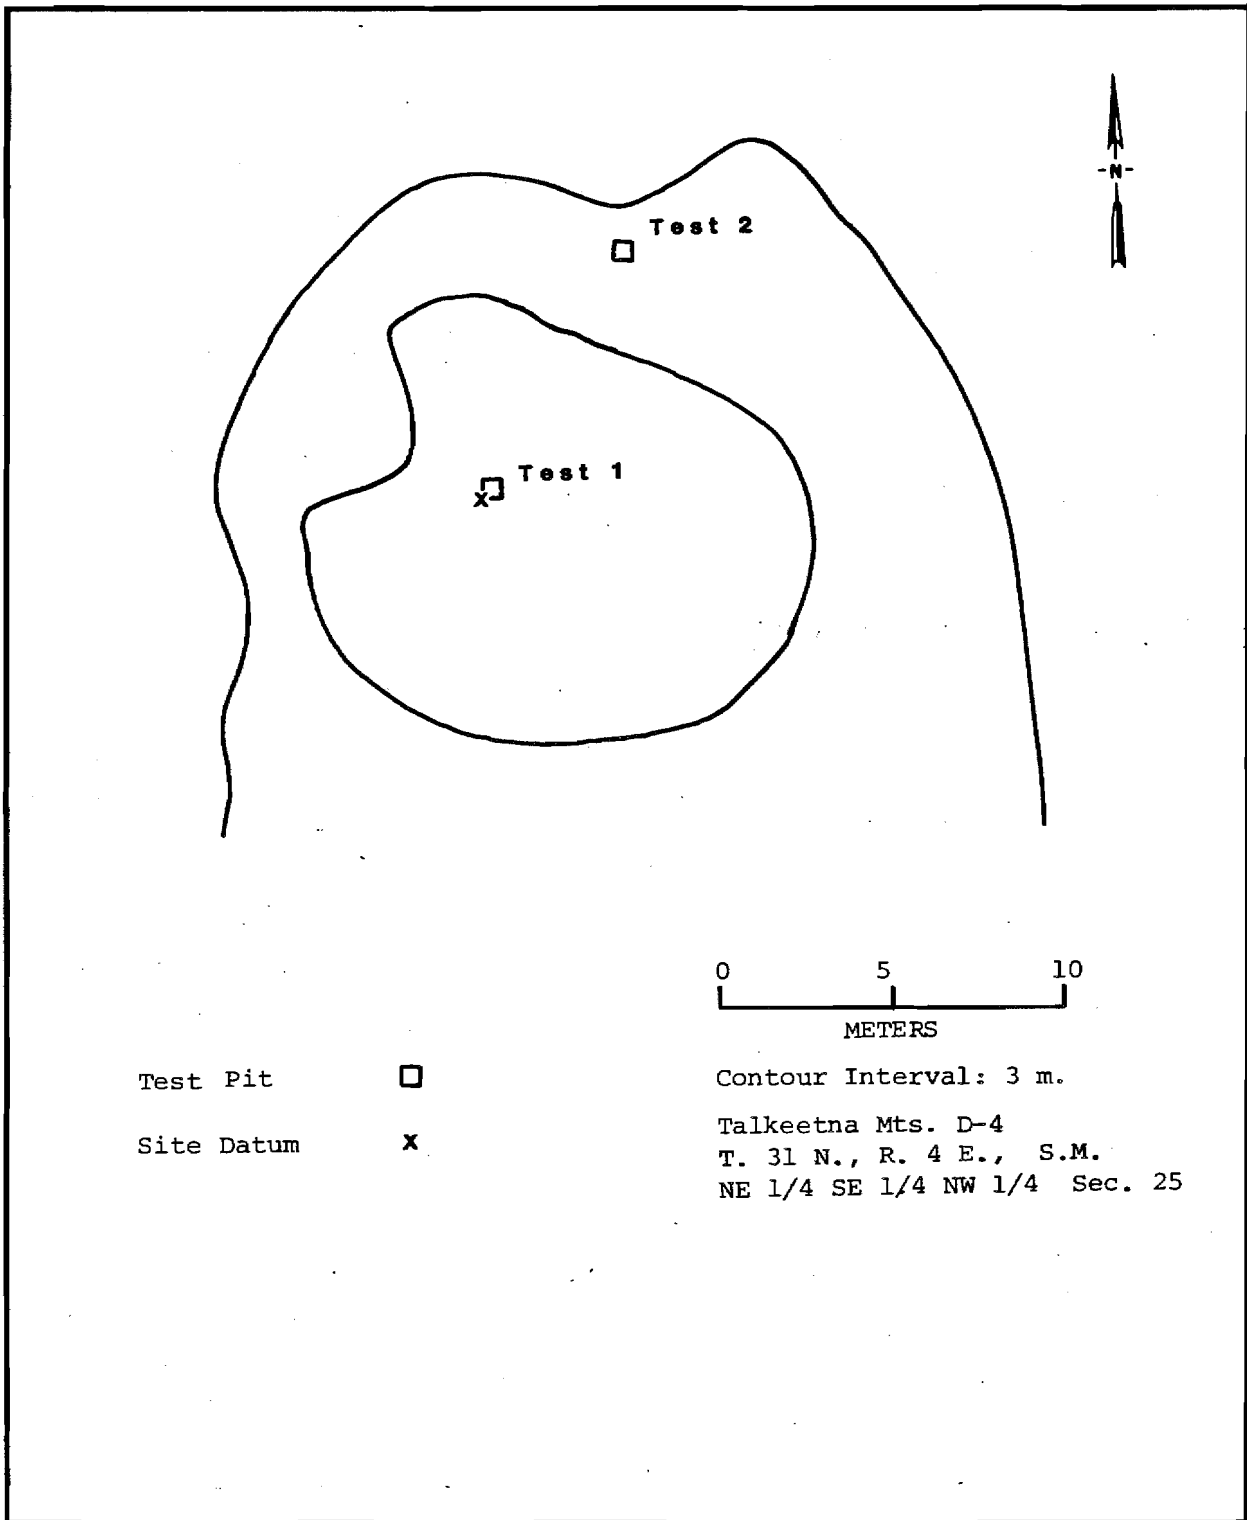 -N-
Test 2
Test 1
x
0 5 10
METERS
Test Pit
Contour Interval: 3 m.
Site Datum x
Talkeetna Mts. D-4
T. 31 N., R. 4 E., S.M.
NE 1/4 SE 1/4 NW 1/4 Sec. 25